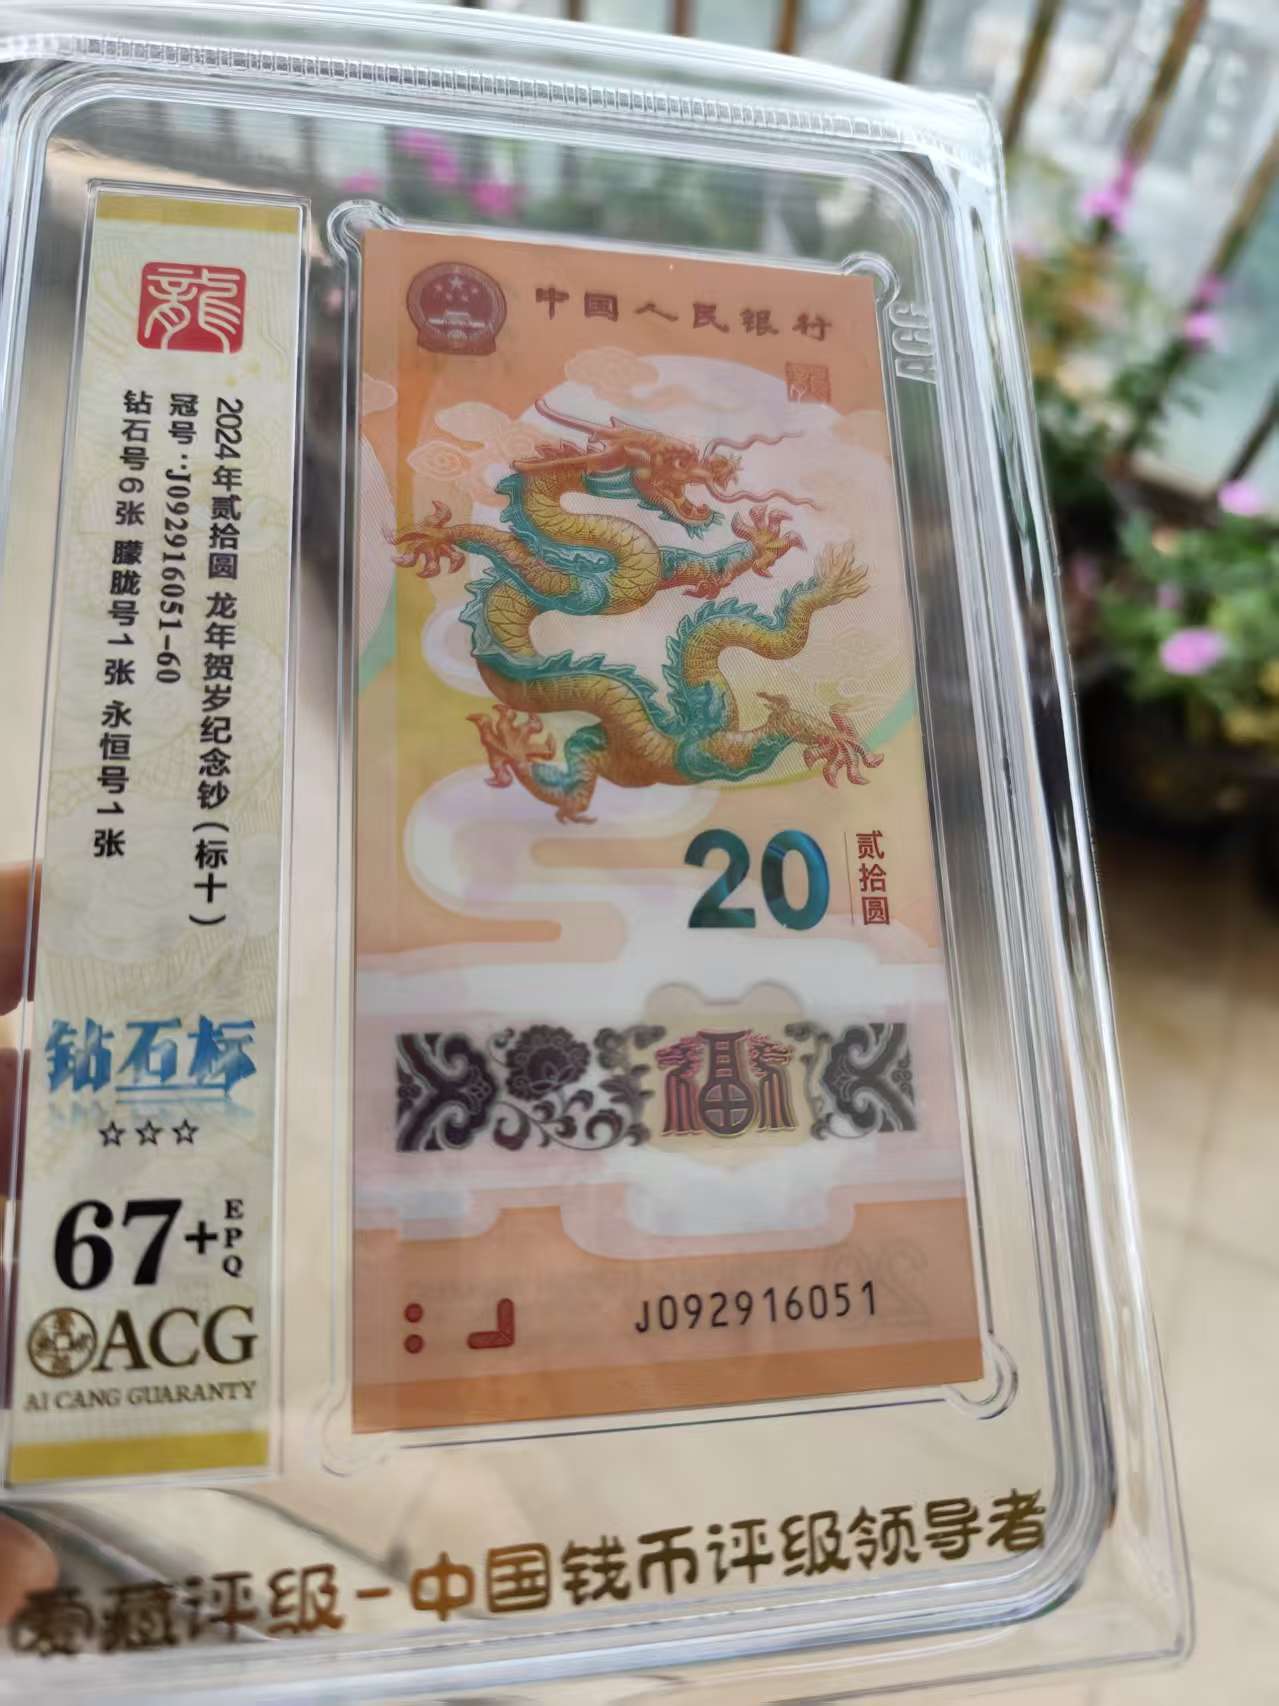 龍
2024年贰拾圆 龙年贺岁纪念钞(标十)
冠号:J092916051-60
钻石号6张 朦胧号1张 永恒号1张
钻石标
☆☆☆
67+EPQ
ACG
AI CANG GUARANTY
中国人民银行
20
贰拾圆
福
J092916051
ACG
爱藏评级-中国钱币评级领导者